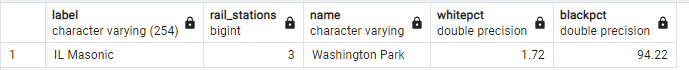 label rail_stations name whitepct blackpct
character varying (254) bigint character varying double precision double precision
1 IL Masonic 3 Washington Park 1.72 94.22